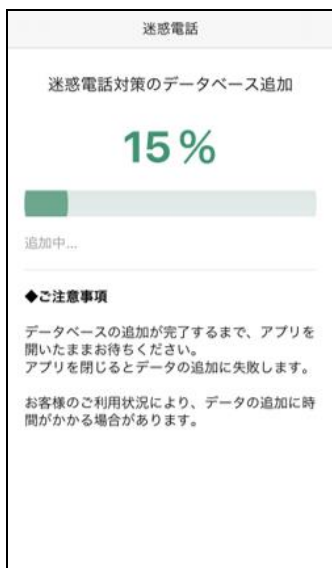 迷惑電話
迷惑電話対策のデータベース追加
15%
追加中...
◆ご注意事項
データベースの追加が完了するまで、アプリを
開いたままお待ちください。
アプリを閉じるとデータの追加に失敗します。
お客様のご利用状況により、データの追加に時
間がかかる場合があります。